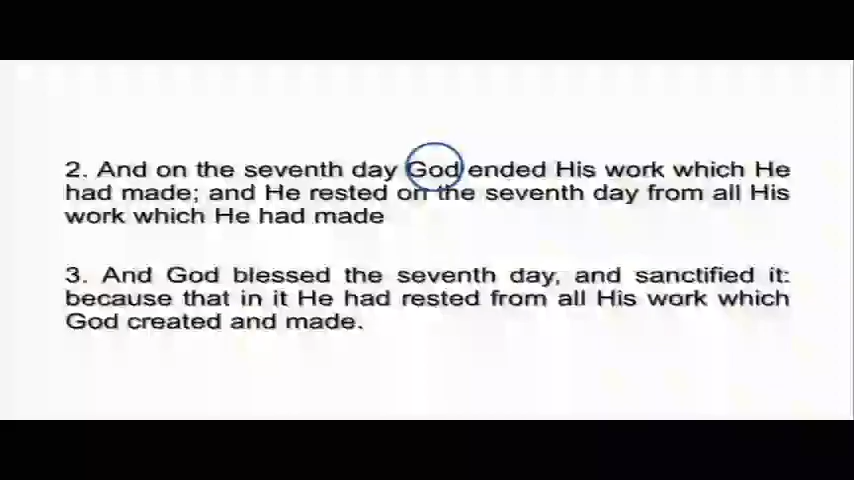 2. And on the seventh day God ended His work which He
had made; and He rested on the seventh day from all His
work which He had made
3. And God blessed the seventh day, and sanctified it:
because that in it He had rested from all His work which
God created and made.